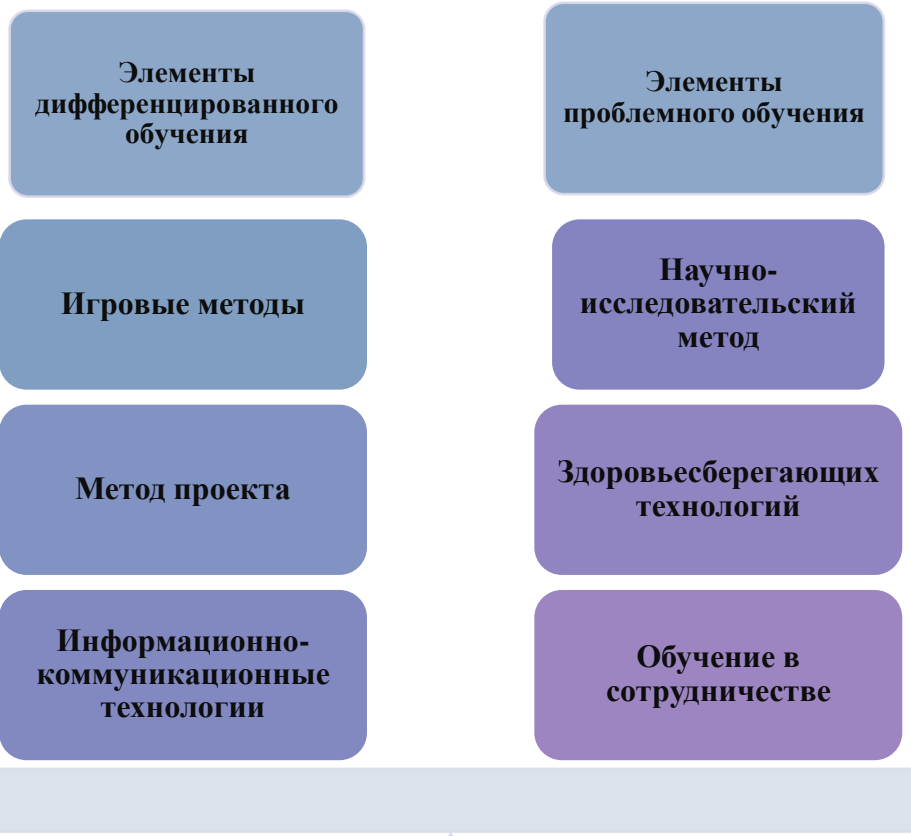 Элементы
дифференцированного
обучения
Элементы
проблемного обучения
Игровые методы
Научно-
исследовательский
метод
Метод проекта
Здоровьесберегающих
технологий
Информационно-
коммуникационные
технологии
Обучение в
сотрудничестве